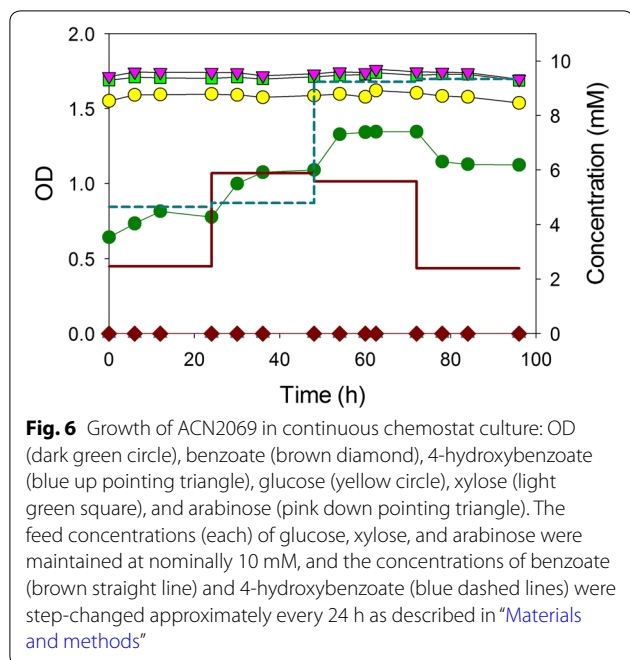 2.0
1.5
1.0
0.5
0.0
OD
10
8
6
4
2
0
Concentration (mM)
0 20 40 60 80 100
Time (h)
Fig. 6 Growth of ACN2069 in continuous chemostat culture: OD
(dark green circle), benzoate (brown diamond), 4-hydroxybenzoate
(blue up pointing triangle), glucose (yellow circle), xylose (light
green square), and arabinose (pink down pointing triangle). The
feed concentrations (each) of glucose, xylose, and arabinose were
maintained at nominally 10 mM, and the concentrations of benzoate
(brown straight line) and 4-hydroxybenzoate (blue dashed lines) were
step-changed approximately every 24 h as described in “Materials
and methods”